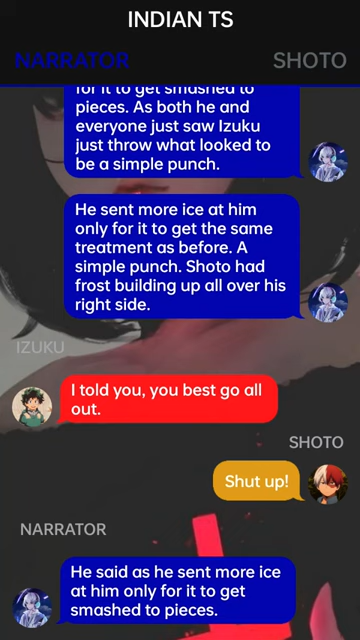 INDIAN TS
NARRATOR
SHOTO
for it to get smashed to
pieces. As both he and
everyone just saw Izuku
just throw what looked to
be a simple punch.
He sent more ice at him
only for it to get the same
treatment as before. A
simple punch. Shoto had
frost building up all over his
right side.
IZUKU
I told you, you best go all
out.
SHOTO
Shut up!
NARRATOR
He said as he sent more ice
at him only for it to get
smashed to pieces.